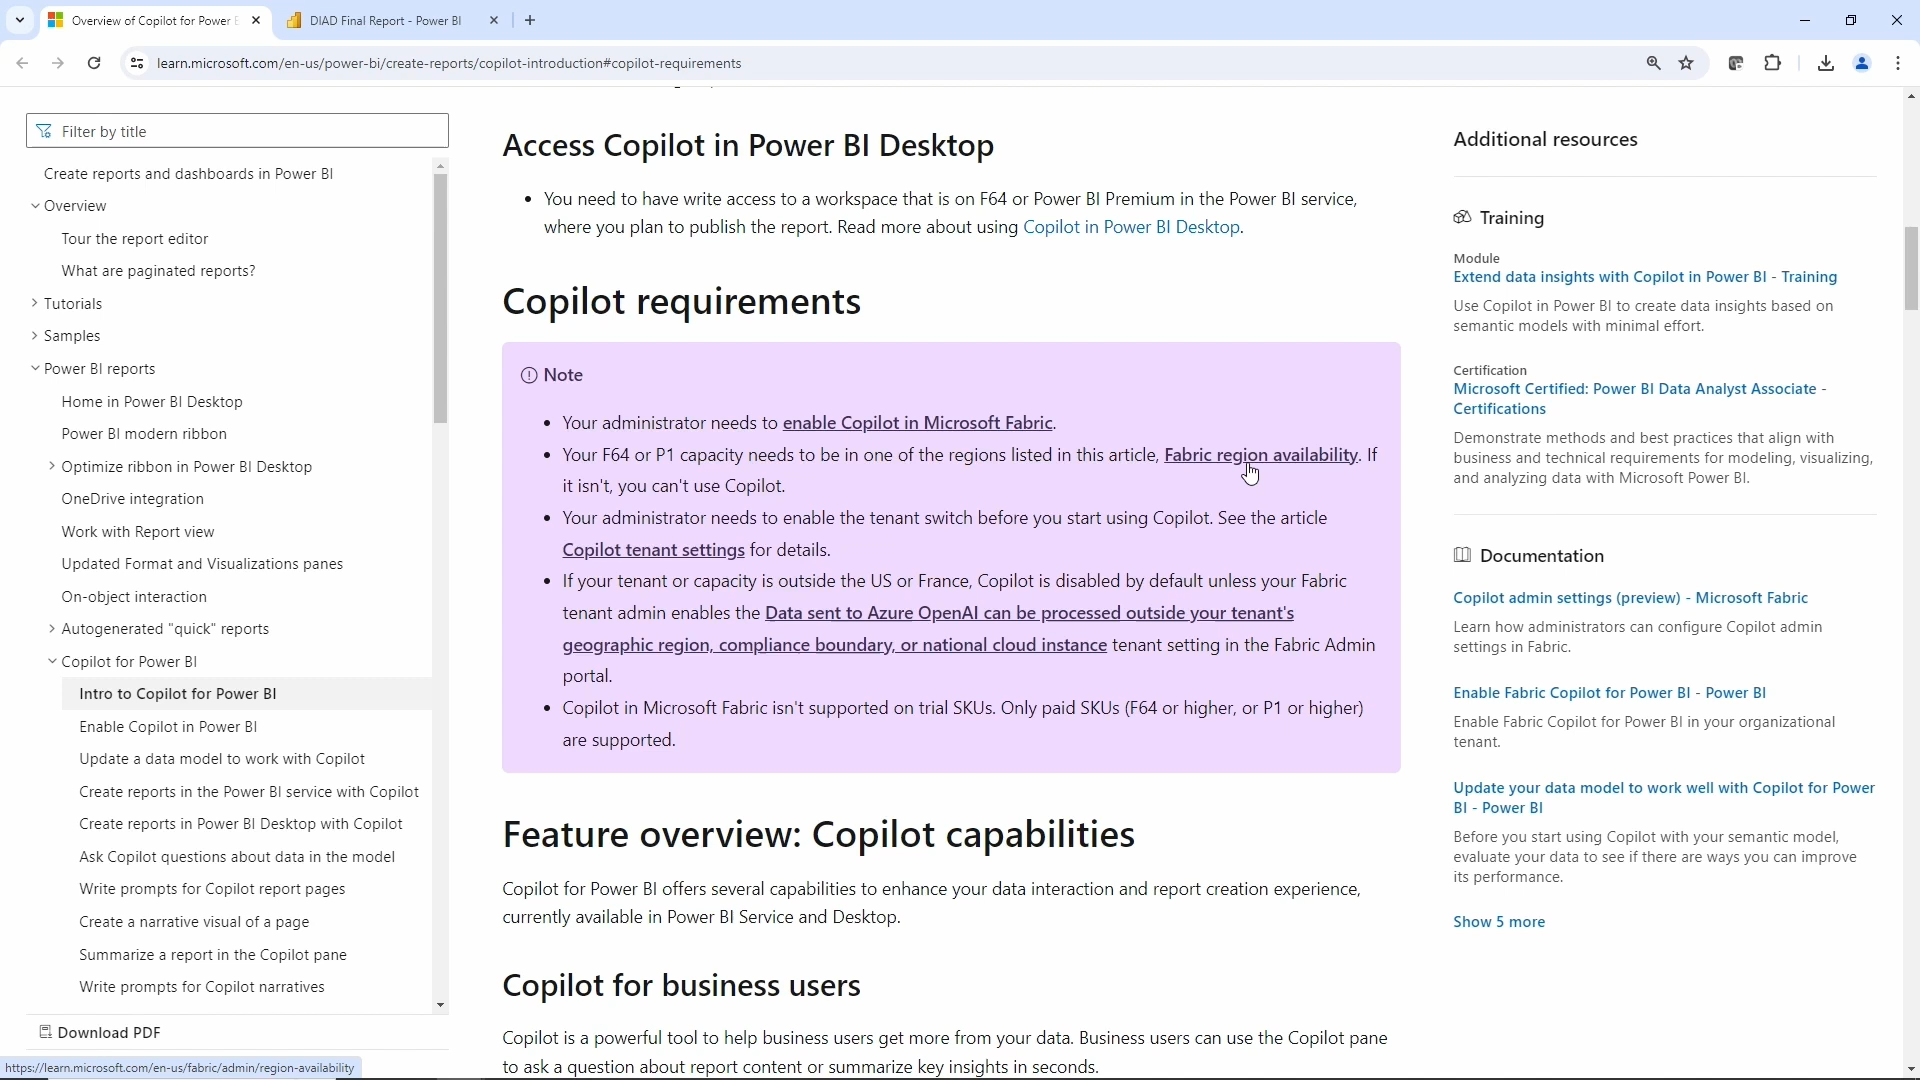 Overview of Copilot for Power
DIAD Final Report - Power BI
learn.microsoft.com/en-us/power-bi/create-reports/copilot-introduction#copilot-requirements
Filter by title
Create reports and dashboards in Power BI
Overview
Tour the report editor
What are paginated reports?
Tutorials
Samples
Power BI reports
Home in Power BI Desktop
Power BI modern ribbon
Optimize ribbon in Power BI Desktop
OneDrive integration
Work with Report view
Updated Format and Visualizations panes
On-object interaction
Autogenerated "quick" reports
Copilot for Power BI
Intro to Copilot for Power BI
Enable Copilot in Power BI
Update a data model to work with Copilot
Create reports in the Power BI service with Copilot
Create reports in Power BI Desktop with Copilot
Ask Copilot questions about data in the model
Write prompts for Copilot report pages
Create a narrative visual of a page
Summarize a report in the Copilot pane
Write prompts for Copilot narratives
Download PDF
https://learn.microsoft.com/en-us/fabric/admin/region-availability
Access Copilot in Power BI Desktop
• You need to have write access to a workspace that is on F64 or Power BI Premium in the Power BI service,
where you plan to publish the report. Read more about using Copilot in Power BI Desktop.
Copilot requirements
Note
• Your administrator needs to enable Copilot in Microsoft Fabric.
• Your F64 or P1 capacity needs to be in one of the regions listed in this article, Fabric region availability. If
it isn't, you can't use Copilot.
• Your administrator needs to enable the tenant switch before you start using Copilot. See the article
Copilot tenant settings for details.
• If your tenant or capacity is outside the US or France, Copilot is disabled by default unless your Fabric
tenant admin enables the Data sent to Azure OpenAI can be processed outside your tenant's
geographic region, compliance boundary, or national cloud instance tenant setting in the Fabric Admin
portal.
• Copilot in Microsoft Fabric isn't supported on trial SKUs. Only paid SKUs (F64 or higher, or P1 or higher)
are supported.
Feature overview: Copilot capabilities
Copilot for Power BI offers several capabilities to enhance your data interaction and report creation experience,
currently available in Power BI Service and Desktop.
Copilot for business users
Copilot is a powerful tool to help business users get more from your data. Business users can use the Copilot pane
to ask a question about report content or summarize key insights in seconds.
Additional resources
Training
Module
Extend data insights with Copilot in Power BI - Training
Use Copilot in Power BI to create data insights based on
semantic models with minimal effort.
Certification
Microsoft Certified: Power BI Data Analyst Associate -
Certifications
Demonstrate methods and best practices that align with
business and technical requirements for modeling, visualizing,
and analyzing data with Microsoft Power BI.
Documentation
Copilot admin settings (preview) - Microsoft Fabric
Learn how administrators can configure Copilot admin
settings in Fabric.
Enable Fabric Copilot for Power BI - Power BI
Enable Fabric Copilot for Power BI in your organizational
tenant.
Update your data model to work well with Copilot for Power
BI - Power BI
Before you start using Copilot with your semantic model,
evaluate your data to see if there are ways you can improve
its performance.
Show 5 more